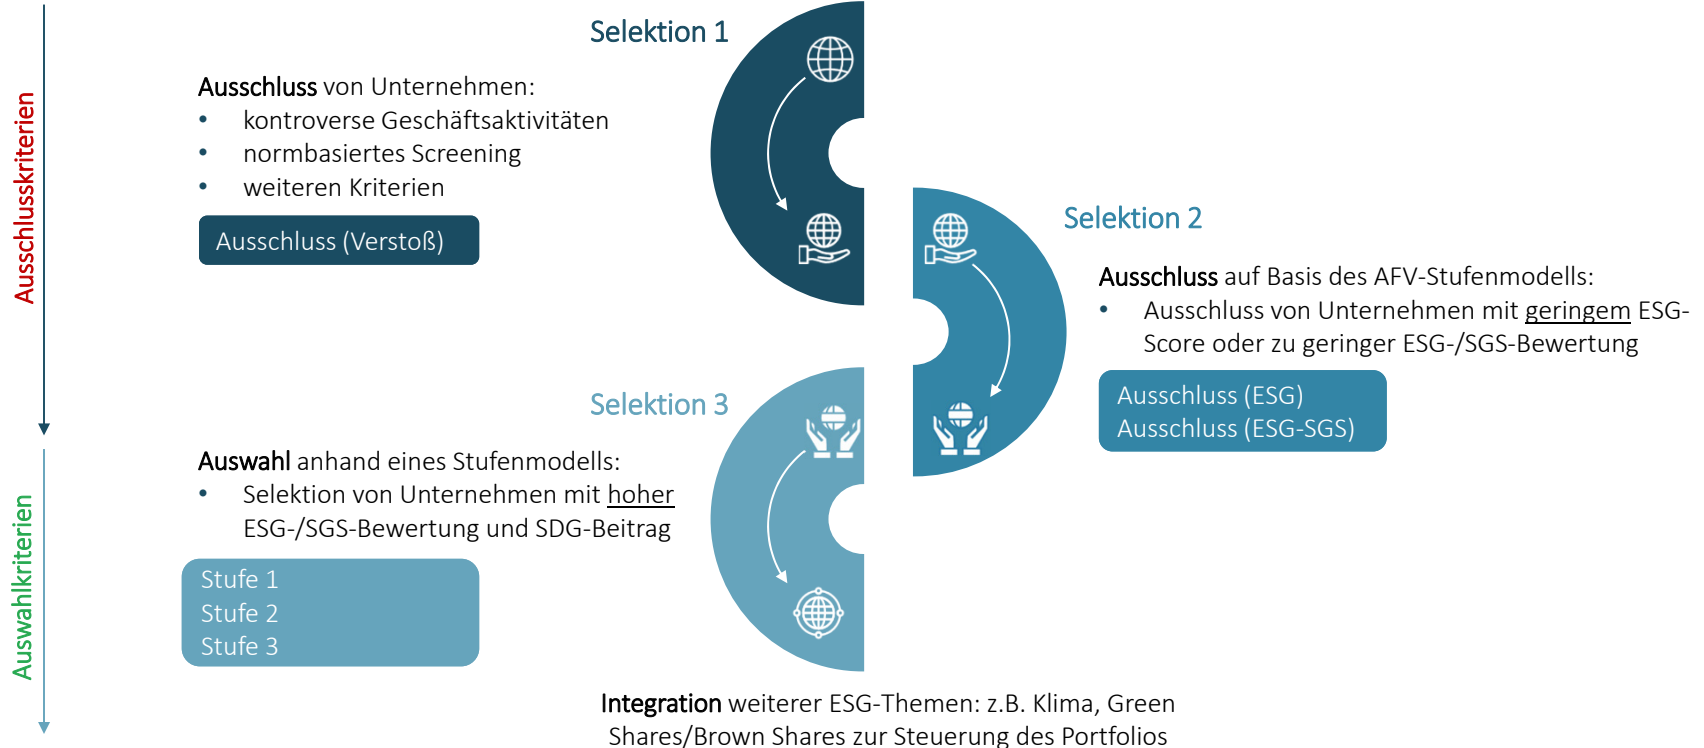 Ausschlusskriterien
Auswahlkriterien
Selektion 1
Ausschluss von Unternehmen:
• kontroverse Geschäftsaktivitäten
• normbasiertes Screening
• weiteren Kriterien
Ausschluss (Verstoß)
Selektion 2
Ausschluss auf Basis des AFV-Stufenmodells:
• Ausschluss von Unternehmen mit geringem ESG-
Score oder zu geringer ESG-/SGS-Bewertung
Ausschluss (ESG)
Ausschluss (ESG-SGS)
Selektion 3
Auswahl anhand eines Stufenmodells:
• Selektion von Unternehmen mit hoher
ESG-/SGS-Bewertung und SDG-Beitrag
Stufe 1
Stufe 2
Stufe 3
Integration weiterer ESG-Themen: z.B. Klima, Green
Shares/Brown Shares zur Steuerung des Portfolios